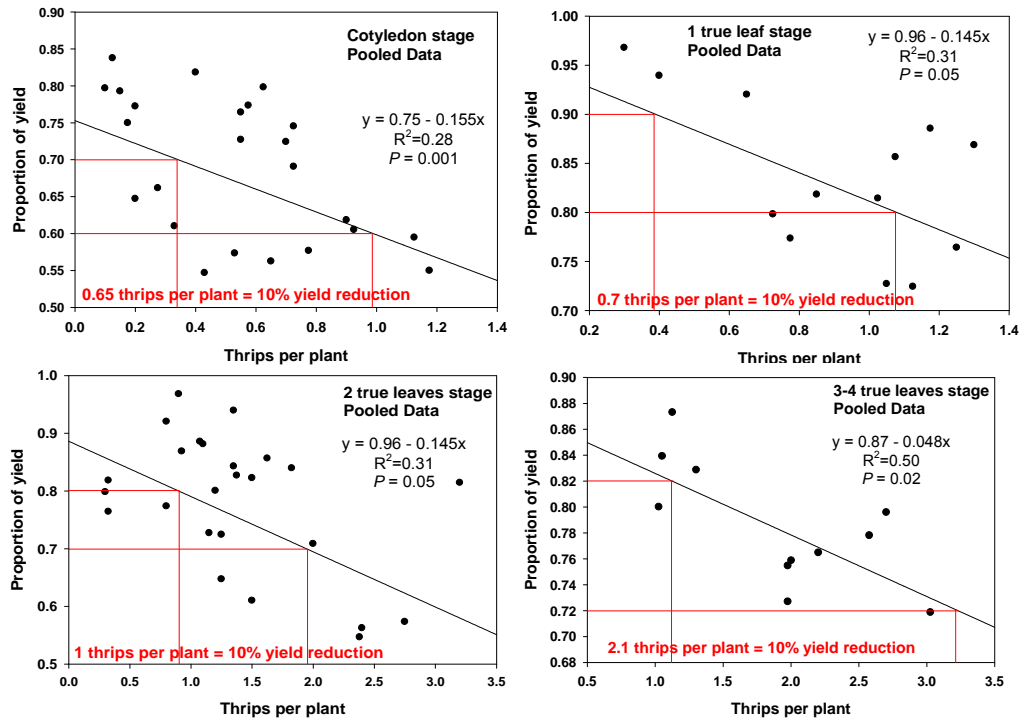 Cotyledon stage
Pooled Data
y = 0.75 - 0.155x
R²=0.28
P = 0.001
Proportion of yield
0.90
0.85
0.80
0.75
0.70
0.65
0.60
0.55
0.50
0.65 thrips per plant = 10% yield reduction
0.0 0.2 0.4 0.6 0.8 1.0 1.2 1.4
Thrips per plant
1 true leaf stage
Pooled Data
y = 0.96 - 0.145x
R²=0.31
P = 0.05
Proportion of yield
1.00
0.95
0.90
0.85
0.80
0.75
0.70
0.7 thrips per plant = 10% yield reduction
0.2 0.4 0.6 0.8 1.0 1.2 1.4
Thrips per plant
2 true leaves stage
Pooled Data
y = 0.96 - 0.145x
R²=0.31
P = 0.05
Proportion of yield
1.0
0.9
0.8
0.7
0.6
0.5
1 thrips per plant = 10% yield reduction
0.0 0.5 1.0 1.5 2.0 2.5 3.0 3.5
Thrips per plant
3-4 true leaves stage
Pooled Data
y = 0.87 - 0.048x
R²=0.50
P = 0.02
Proportion of yield
0.90
0.88
0.86
0.84
0.82
0.80
0.78
0.76
0.74
0.72
0.70
0.68
2.1 thrips per plant = 10% yield reduction
0.5 1.0 1.5 2.0 2.5 3.0 3.5
Thrips per plant